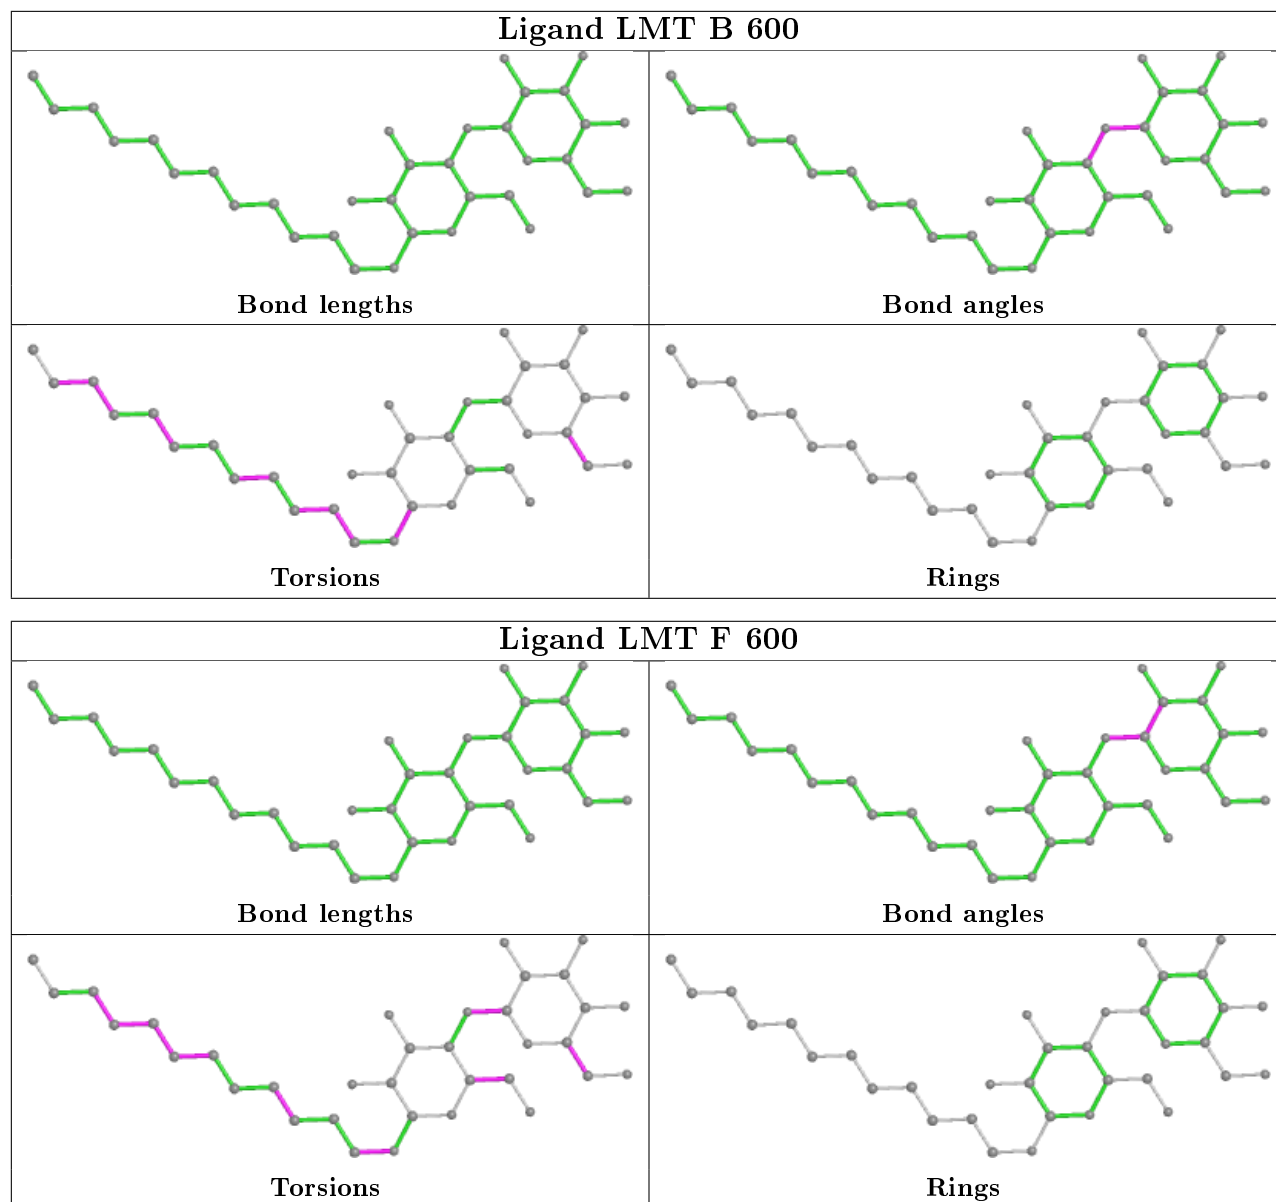 Ligand LMT B 600
Bond lengths
Bond angles
Torsions
Rings
Ligand LMT F 600
Bond lengths
Bond angles
Torsions
Rings